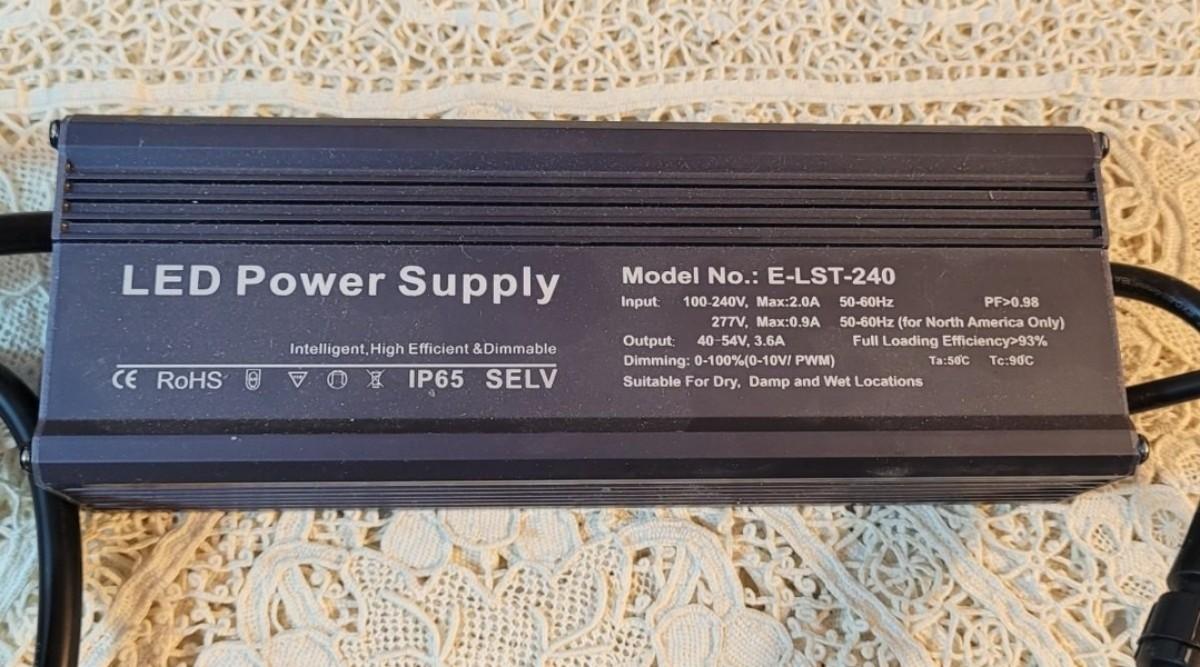 LED Power Supply
Intelligent,High Efficient &Dimmable
CE RoHS IP65 SELV
Model No.: E-LST-240
Input: 100-240V, Max:2.0A 50-60Hz PF>0.98
277V, Max:0.9A 50-60Hz (for North America Only)
Output: 40-54V, 3.6A Full Loading Efficiency>93%
Dimming: 0-100%(0-10V/ PWM) Ta:50℃ Tc:90℃
Suitable For Dry, Damp and Wet Locations